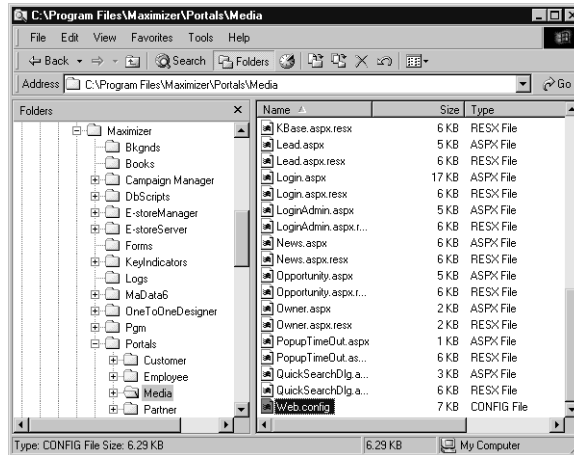 C:\Program Files\Maximizer\Portals\Media
File Edit View Favorites Tools Help
Back Search Folders
Address C:\Program Files\Maximizer\Portals\Media Go
Folders
Maximizer
Bkgnds
Books
Campaign Manager
DbScripts
E-storeManager
E-storeServer
Forms
KeyIndicators
Logs
MaData6
OneToOneDesigner
Pgm
Portals
Customer
Employee
Media
Partner
Name Size Type
KBase.aspx.resx 6 KB RESX File
Lead.aspx 5 KB ASPX File
Lead.aspx.resx 6 KB RESX File
Login.aspx 17 KB ASPX File
Login.aspx.resx 6 KB RESX File
LoginAdmin.aspx 5 KB ASPX File
LoginAdmin.aspx.r... 6 KB RESX File
News.aspx 6 KB ASPX File
News.aspx.resx 6 KB RESX File
Opportunity.aspx 5 KB ASPX File
Opportunity.aspx.r... 6 KB RESX File
Owner.aspx 2 KB ASPX File
Owner.aspx.resx 2 KB RESX File
PopupTimeOut.aspx 1 KB ASPX File
PopupTimeOut.as... 6 KB RESX File
QuickSearchDlg.a... 3 KB ASPX File
QuickSearchDlg.a... 6 KB RESX File
Web.config 7 KB CONFIG File
Type: CONFIG File Size: 6.29 KB 6.29 KB My Computer